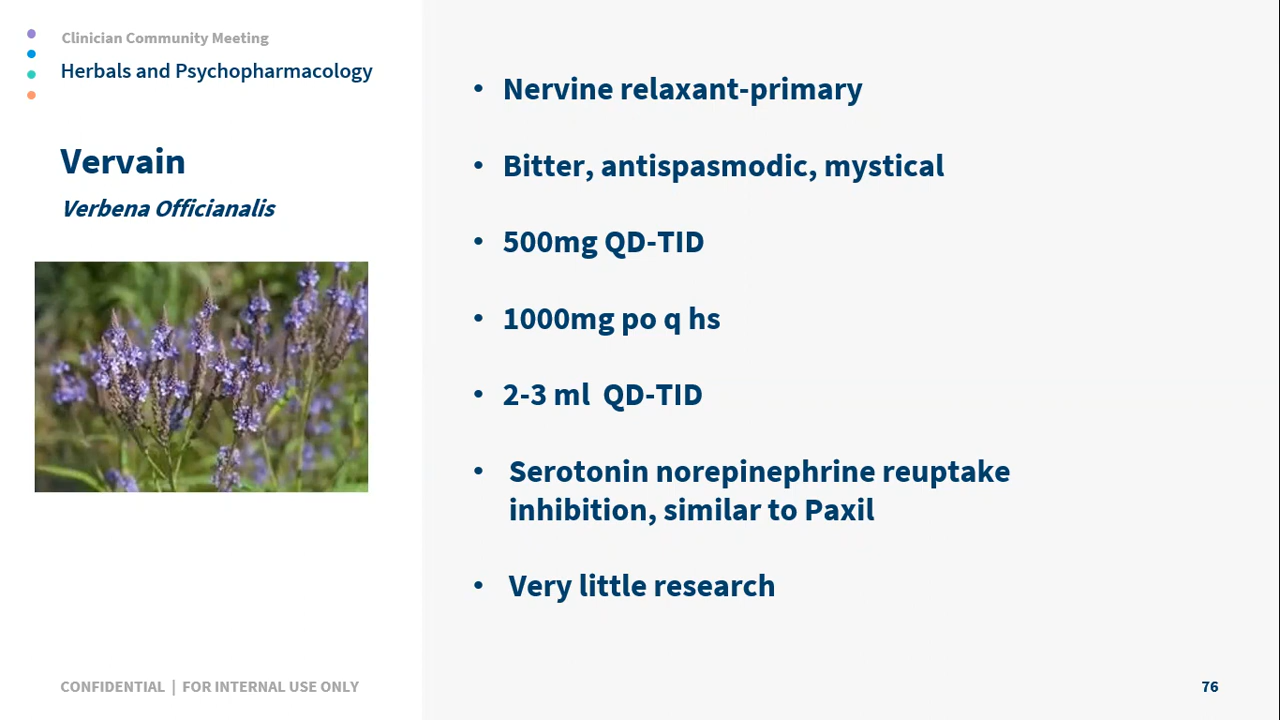 Clinician Community Meeting
Herbals and Psychopharmacology
Vervain
Verbena Officianalis
• Nervine relaxant-primary
• Bitter, antispasmodic, mystical
• 500mg QD-TID
• 1000mg po q hs
• 2-3 ml  QD-TID
• Serotonin norepinephrine reuptake
inhibition, similar to Paxil
• Very little research
CONFIDENTIAL | FOR INTERNAL USE ONLY
76